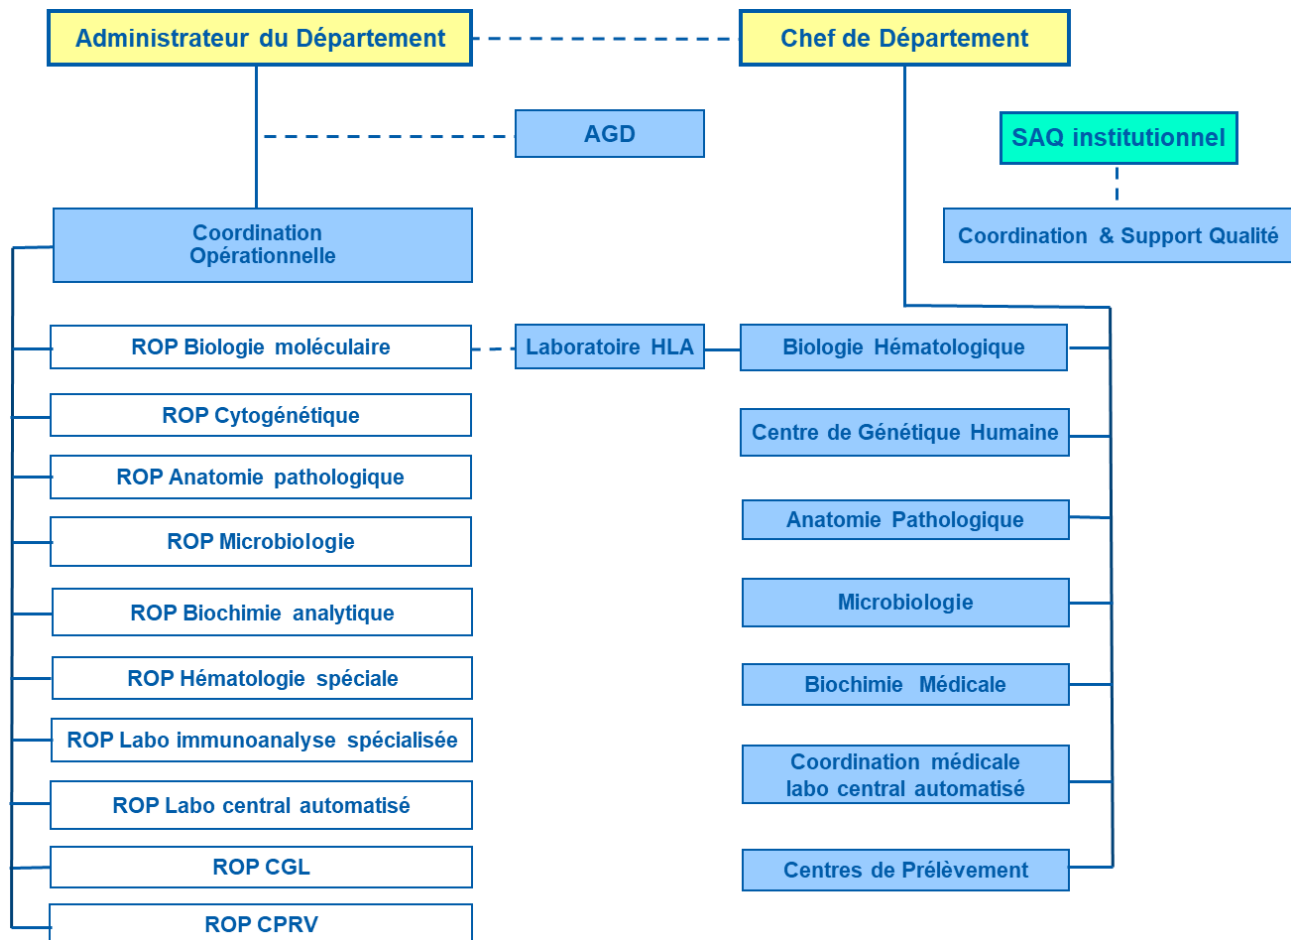 Administrateur du Département
Chef de Département
AGD
SAQ institutionnel
Coordination
Opérationnelle
Coordination & Support Qualité
ROP Biologie moléculaire
Laboratoire HLA
Biologie Hématologique
ROP Cytogénétique
Centre de Génétique Humaine
ROP Anatomie pathologique
Anatomie Pathologique
ROP Microbiologie
Microbiologie
ROP Biochimie analytique
ROP Hématologie spéciale
Biochimie Médicale
ROP Labo immunoanalyse spécialisée
Coordination médicale
labo central automatisé
ROP Labo central automatisé
ROP CGL
Centres de Prélèvement
ROP CPRV